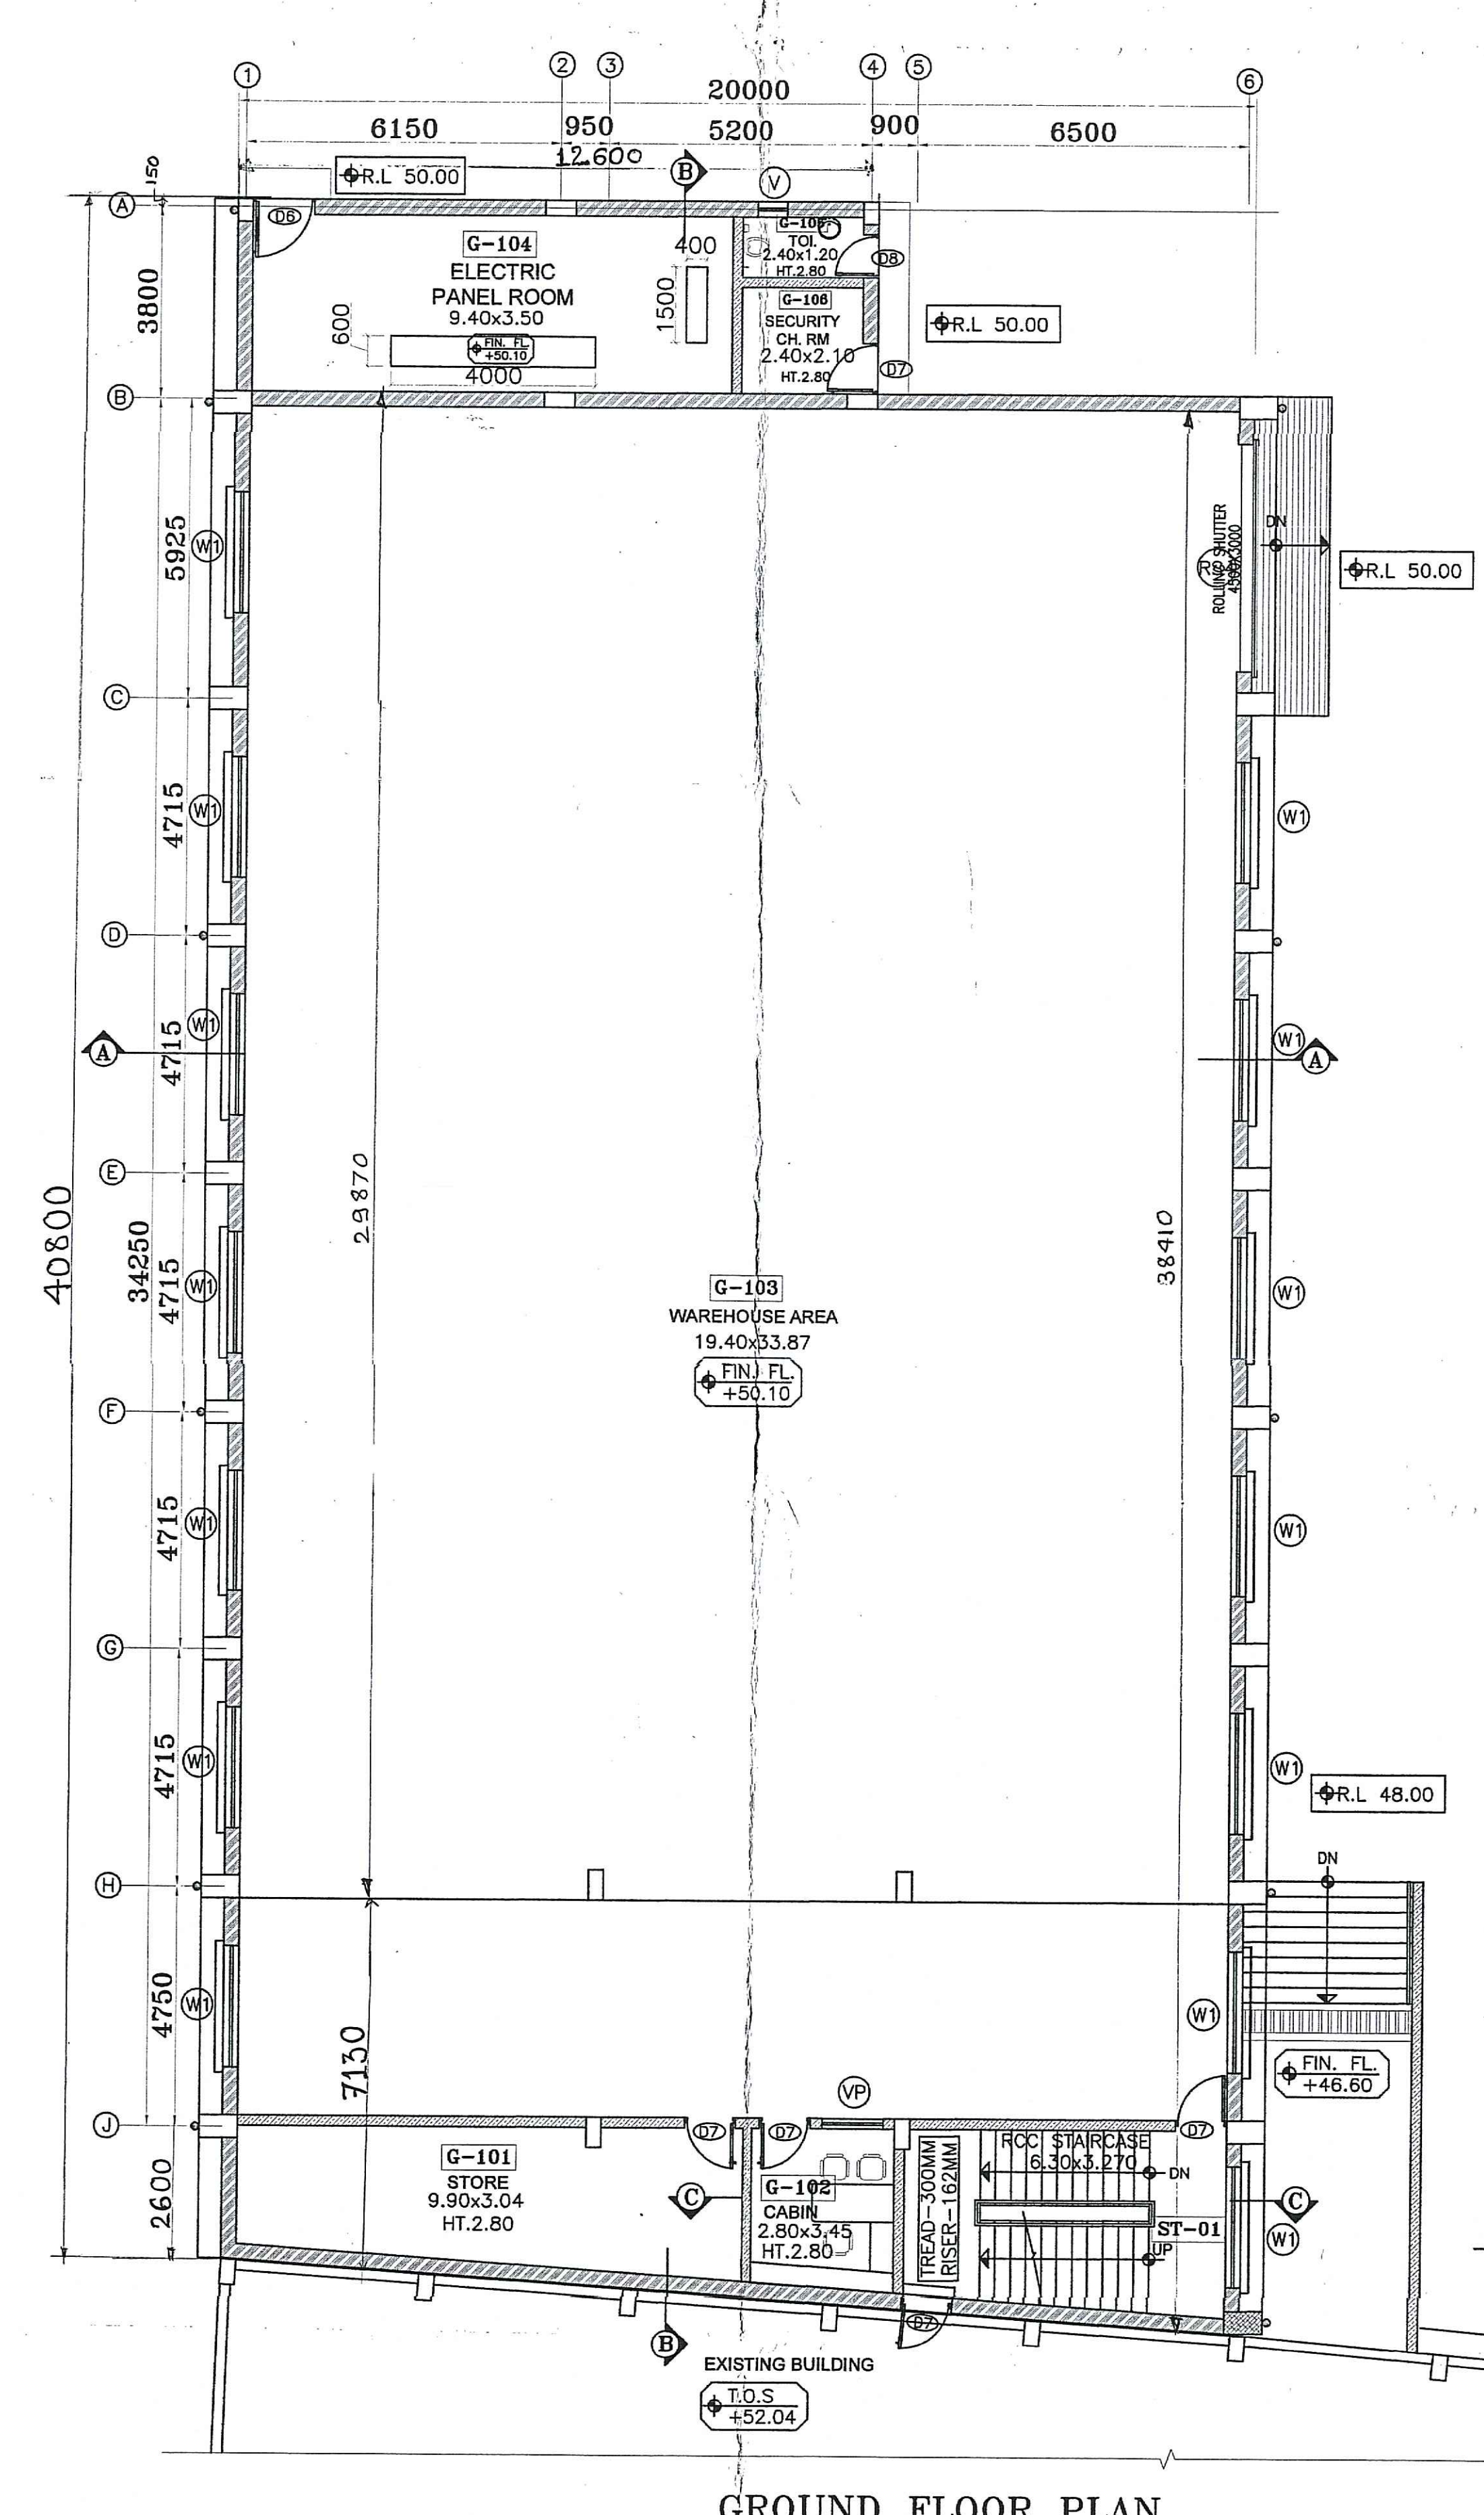 1
2
3
4
5
6
20000
6150
950
5200
900
6500
12.600
150
R.L 50.00
B
V
A
D6
G-104
ELECTRIC
PANEL ROOM
9.40x3.50
400
1500
600
FIN. FL.
+50.10
4000
G-105
TOI.
2.40x1.20
HT.2.80
D8
G-106
SECURITY
CH. RM
2.40x2.10
HT.2.80
D7
R.L 50.00
3800
B
5925
W1
ROLLING SHUTTER
4500X3000
DN
R.L 50.00
C
4715
W1
W1
D
4715
W1
W1
A
A
E
29870
38410
40800
34250
4715
W1
W1
G-103
WAREHOUSE AREA
19.40x33.87
FIN. FL.
+50.10
F
4715
W1
W1
G
4715
W1
W1
R.L 48.00
H
DN
4750
W1
W1
7130
VP
FIN. FL.
+46.60
J
D7
D7
D7
2600
G-101
STORE
9.90x3.04
HT.2.80
C
G-102
CABIN
2.80x3.45
HT.2.80
TREAD-300MM
RISER-162MM
RCC STAIRCASE
6.30x3.270
DN
ST-01
UP
C
W1
D7
B
EXISTING BUILDING
T.O.S
+52.04
GROUND FLOOR PLAN